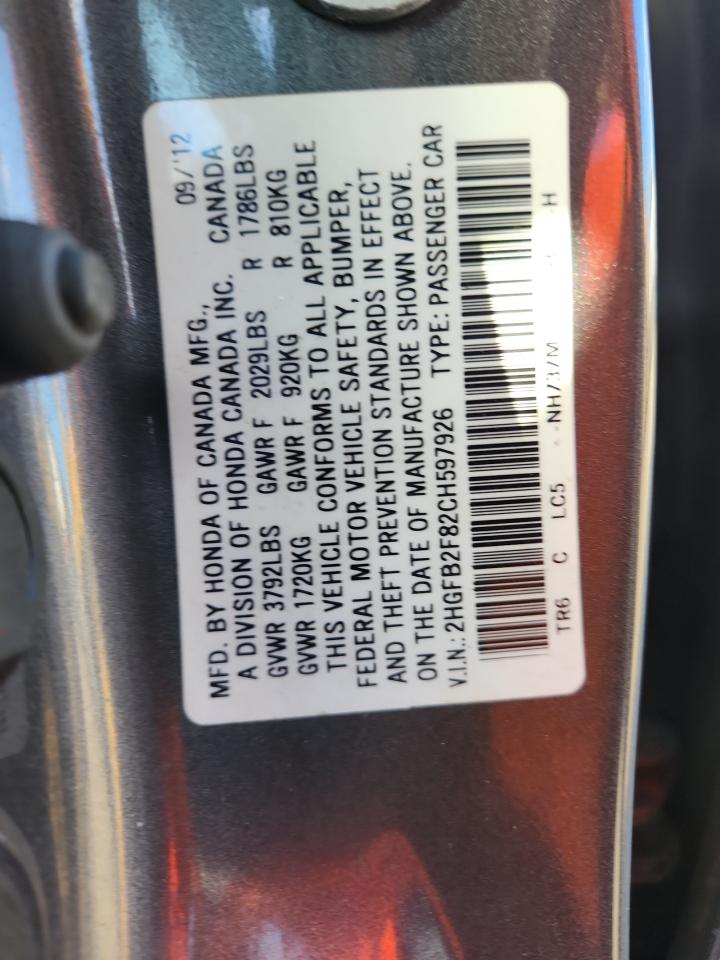 MFD. BY HONDA OF CANADA MFG., 09/'12
A DIVISION OF HONDA CANADA INC. CANADA
GVWR 3792LBS GAWR F 2029LBS R 1786LBS
GVWR 1720KG GAWR F 920KG R 810KG
THIS VEHICLE CONFORMS TO ALL APPLICABLE
FEDERAL MOTOR VEHICLE SAFETY, BUMPER,
AND THEFT PREVENTION STANDARDS IN EFFECT
ON THE DATE OF MANUFACTURE SHOWN ABOVE.
V.I.N.: 2HGFB2F82CH597926 TYPE: PASSENGER CAR
TR6 C LC5